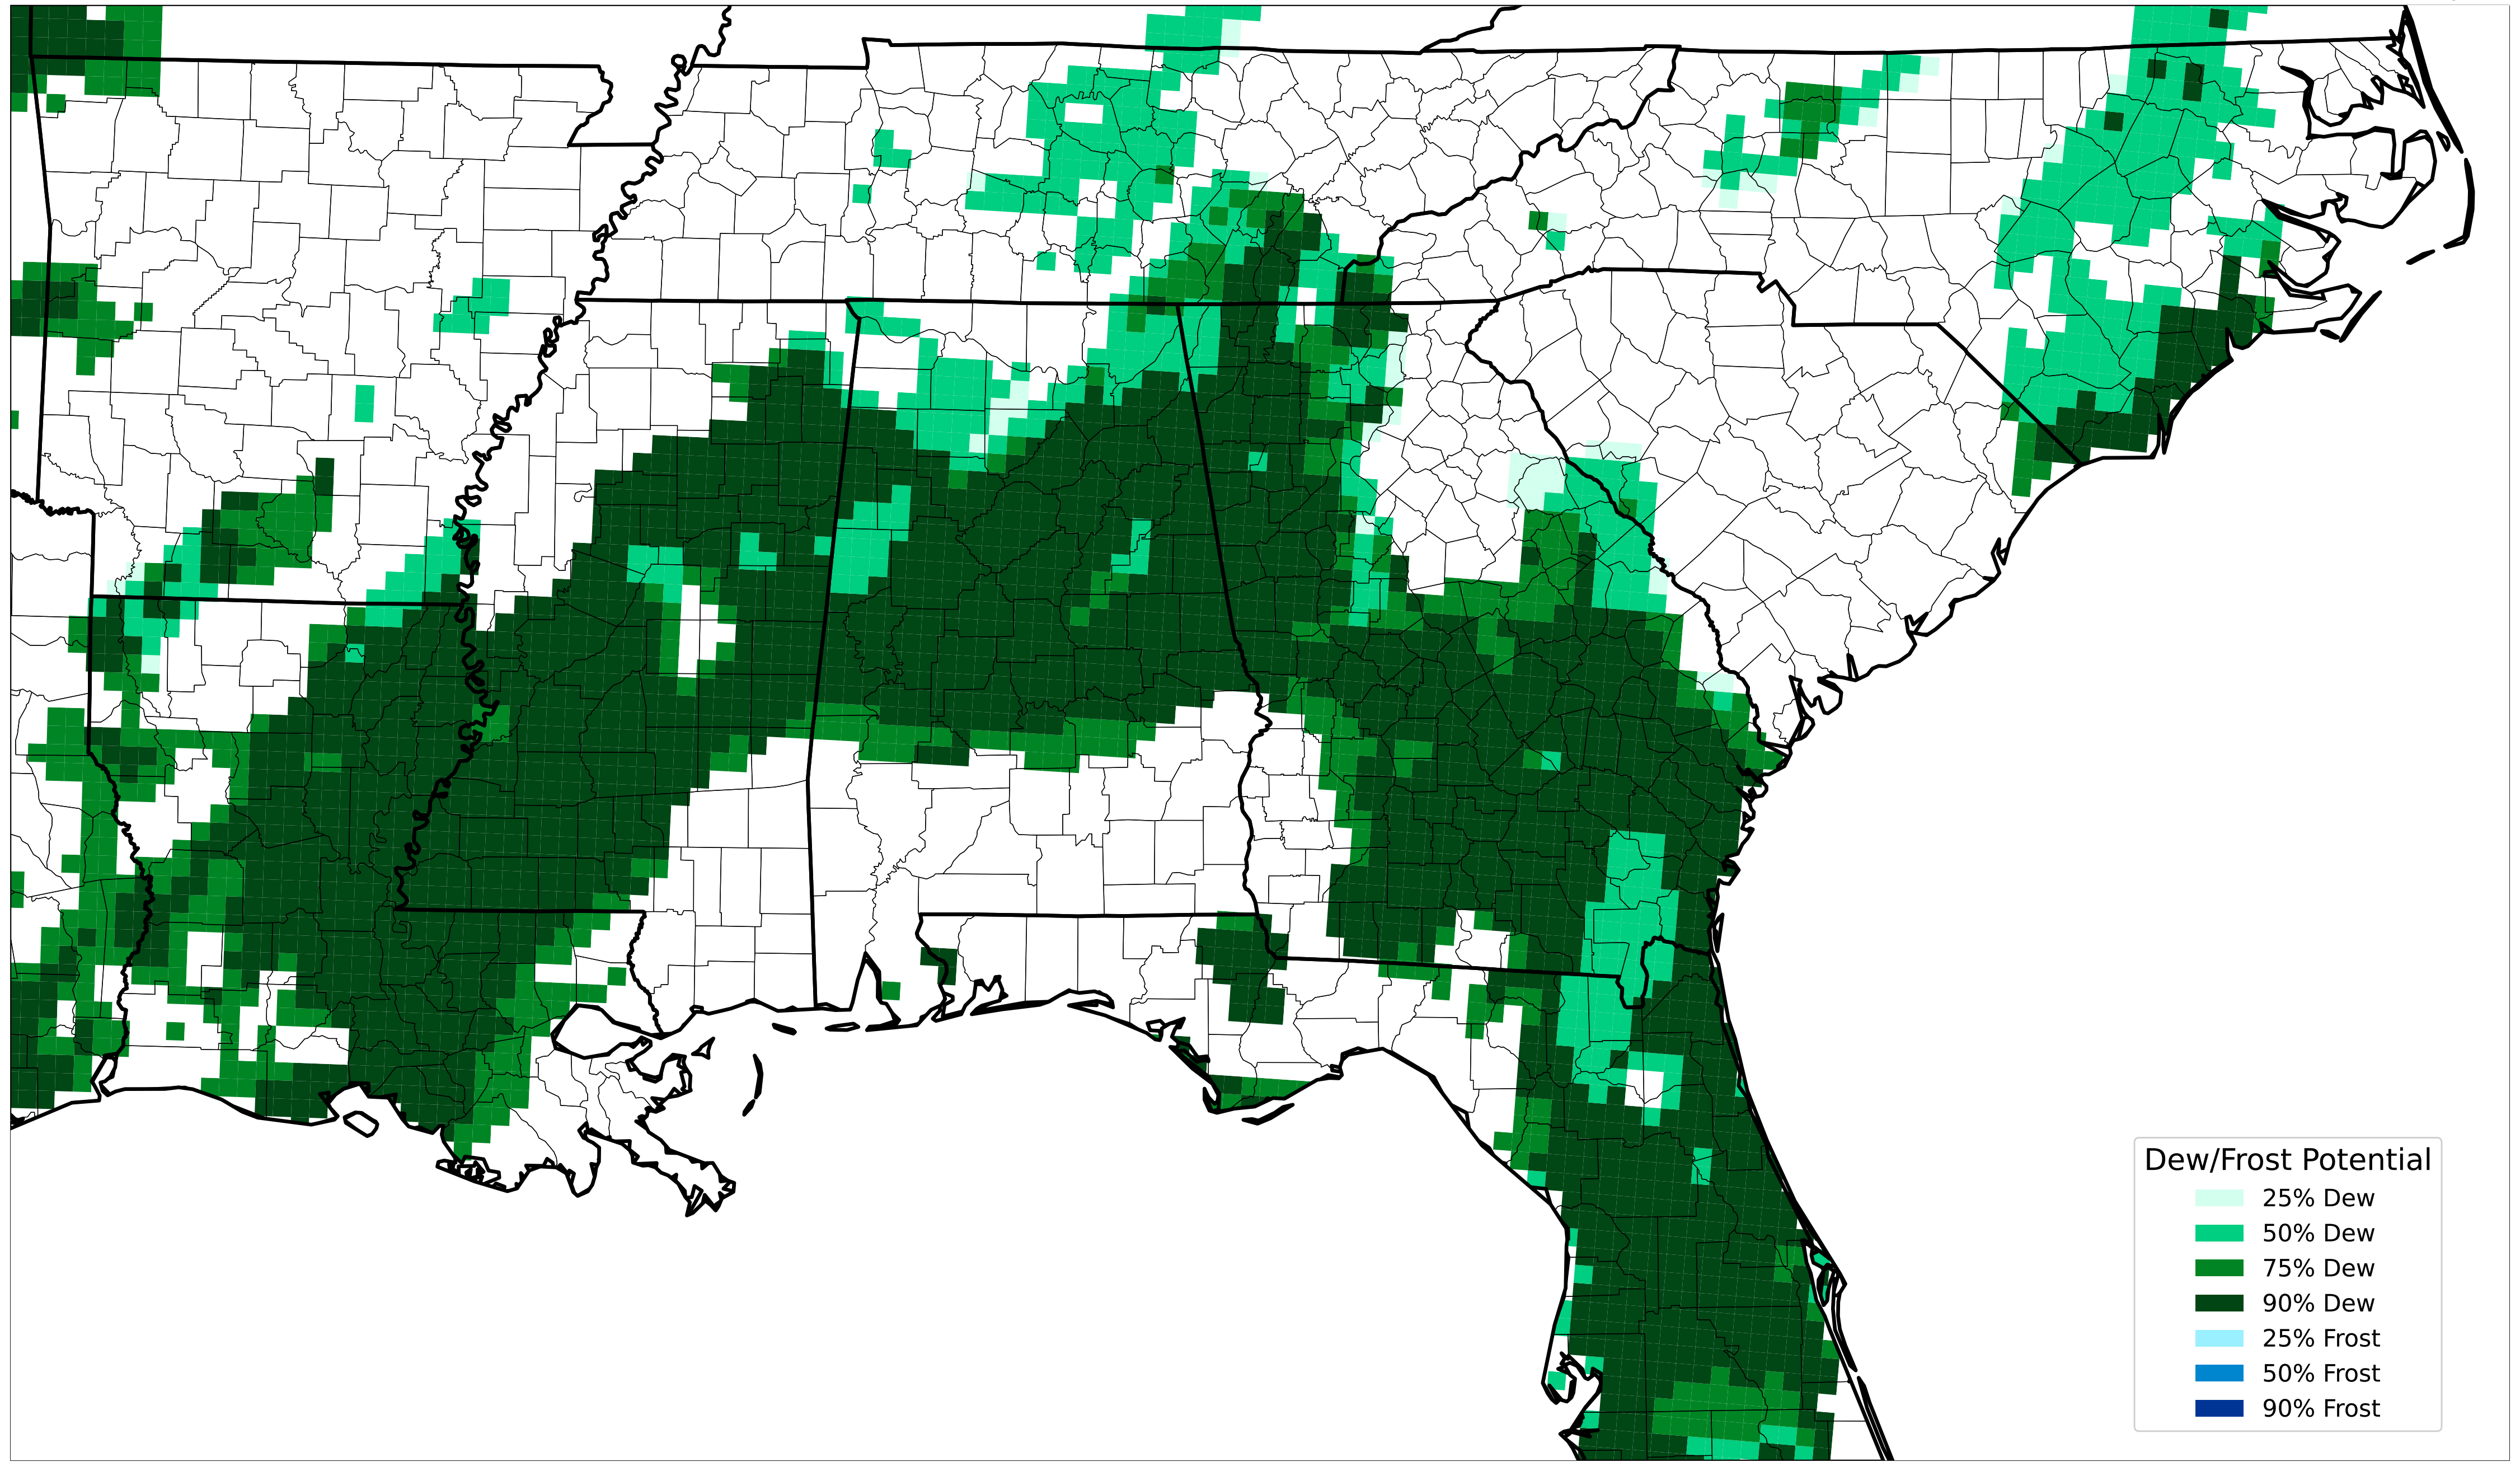 Dew/Frost Potential
25% Dew
50% Dew
75% Dew
90% Dew
25% Frost
50% Frost
90% Frost